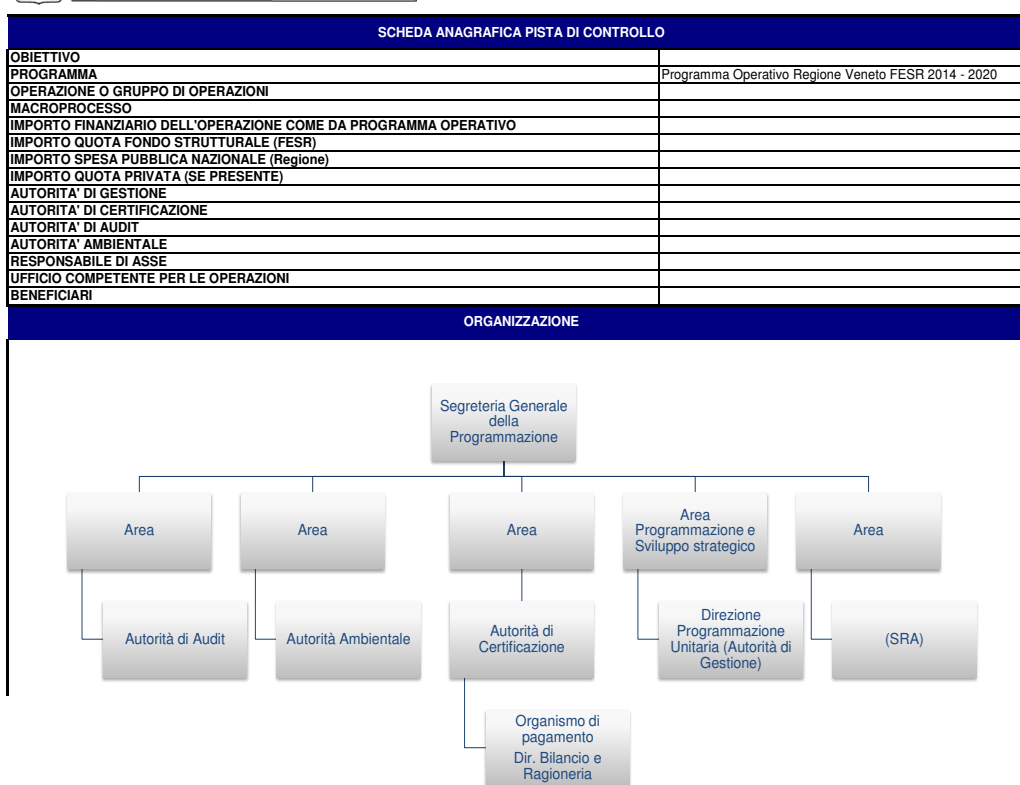 SCHEDA ANAGRAFICA PISTA DI CONTROLLO
OBIETTIVO
PROGRAMMA Programma Operativo Regione Veneto FESR 2014 - 2020
OPERAZIONE O GRUPPO DI OPERAZIONI
MACROPROCESSO
IMPORTO FINANZIARIO DELL'OPERAZIONE COME DA PROGRAMMA OPERATIVO
IMPORTO QUOTA FONDO STRUTTURALE (FESR)
IMPORTO SPESA PUBBLICA NAZIONALE (Regione)
IMPORTO QUOTA PRIVATA (SE PRESENTE)
AUTORITA' DI GESTIONE
AUTORITA' DI CERTIFICAZIONE
AUTORITA' DI AUDIT
AUTORITA' AMBIENTALE
RESPONSABILE DI ASSE
UFFICIO COMPETENTE PER LE OPERAZIONI
BENEFICIARI
ORGANIZZAZIONE
Segreteria Generale
della
Programmazione
Area
Area
Area
Area
Programmazione e
Sviluppo strategico
Area
Autorità di Audit
Autorità Ambientale
Autorità di
Certificazione
Direzione
Programmazione
Unitaria (Autorità di
Gestione)
(SRA)
Organismo di
pagamento
Dir. Bilancio e
Ragioneria